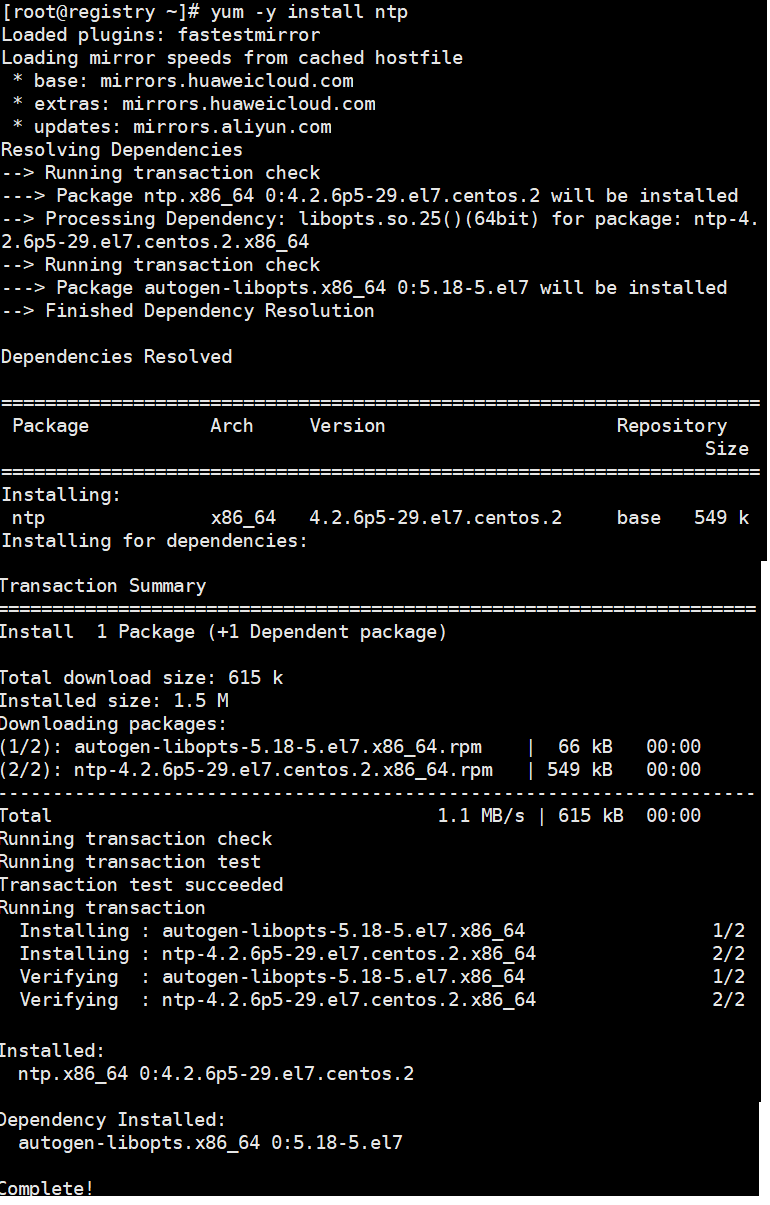 [root@registry ~]# yum -y install ntp
Loaded plugins: fastestmirror
Loading mirror speeds from cached hostfile
 * base: mirrors.huaweicloud.com
 * extras: mirrors.huaweicloud.com
 * updates: mirrors.aliyun.com
Resolving Dependencies
--> Running transaction check
---> Package ntp.x86_64 0:4.2.6p5-29.el7.centos.2 will be installed
--> Processing Dependency: libopts.so.25()(64bit) for package: ntp-4.
2.6p5-29.el7.centos.2.x86_64
--> Running transaction check
---> Package autogen-libopts.x86_64 0:5.18-5.el7 will be installed
--> Finished Dependency Resolution

Dependencies Resolved

=====================================================================
 Package           Arch     Version                     Repository
                                                                Size
=====================================================================
Installing:
 ntp               x86_64   4.2.6p5-29.el7.centos.2     base   549 k
Installing for dependencies:

Transaction Summary
=====================================================================
Install  1 Package (+1 Dependent package)

Total download size: 615 k
Installed size: 1.5 M
Downloading packages:
(1/2): autogen-libopts-5.18-5.el7.x86_64.rpm    |  66 kB   00:00
(2/2): ntp-4.2.6p5-29.el7.centos.2.x86_64.rpm   | 549 kB   00:00
---------------------------------------------------------------------
Total                                   1.1 MB/s | 615 kB  00:00
Running transaction check
Running transaction test
Transaction test succeeded
Running transaction
  Installing : autogen-libopts-5.18-5.el7.x86_64                 1/2
  Installing : ntp-4.2.6p5-29.el7.centos.2.x86_64                2/2
  Verifying  : autogen-libopts-5.18-5.el7.x86_64                 1/2
  Verifying  : ntp-4.2.6p5-29.el7.centos.2.x86_64                2/2

Installed:
  ntp.x86_64 0:4.2.6p5-29.el7.centos.2

Dependency Installed:
  autogen-libopts.x86_64 0:5.18-5.el7

Complete!